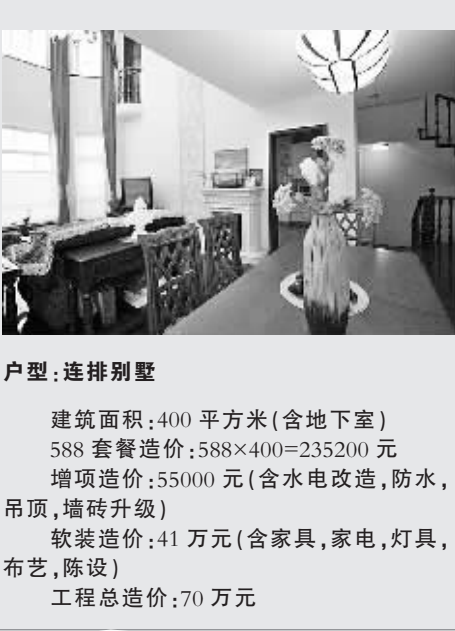 户型:连排别墅
建筑面积:400 平方米(含地下室)
588 套餐造价:588×400=235200 元
增项造价:55000 元(含水电改造,防水,
吊顶,墙砖升级)
软装造价:41 万元(含家具,家电,灯具,
布艺,陈设)
工程总造价:70 万元